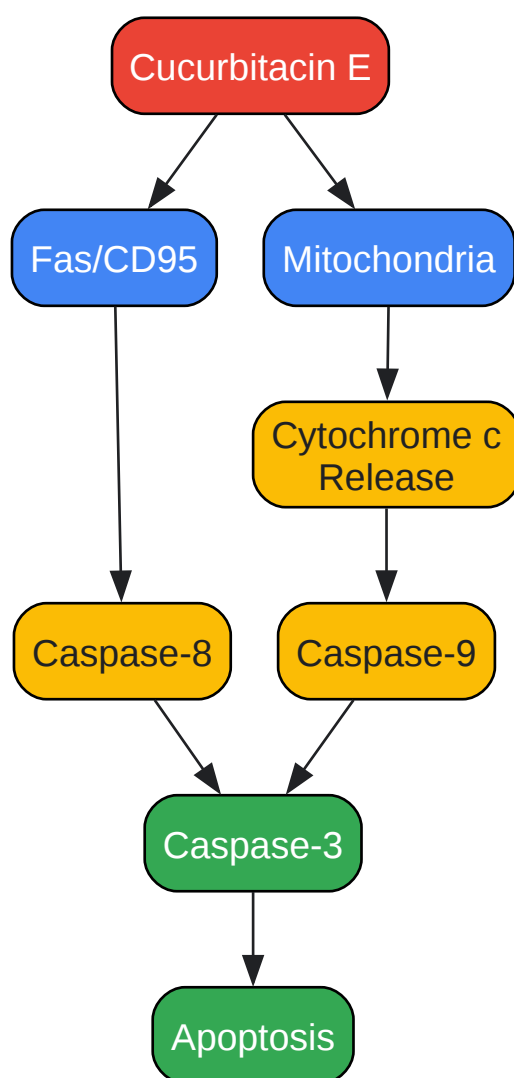 Cucurbitacin E
Fas/CD95
Mitochondria
Cytochrome c
Release
Caspase-8
Caspase-9
Caspase-3
Apoptosis